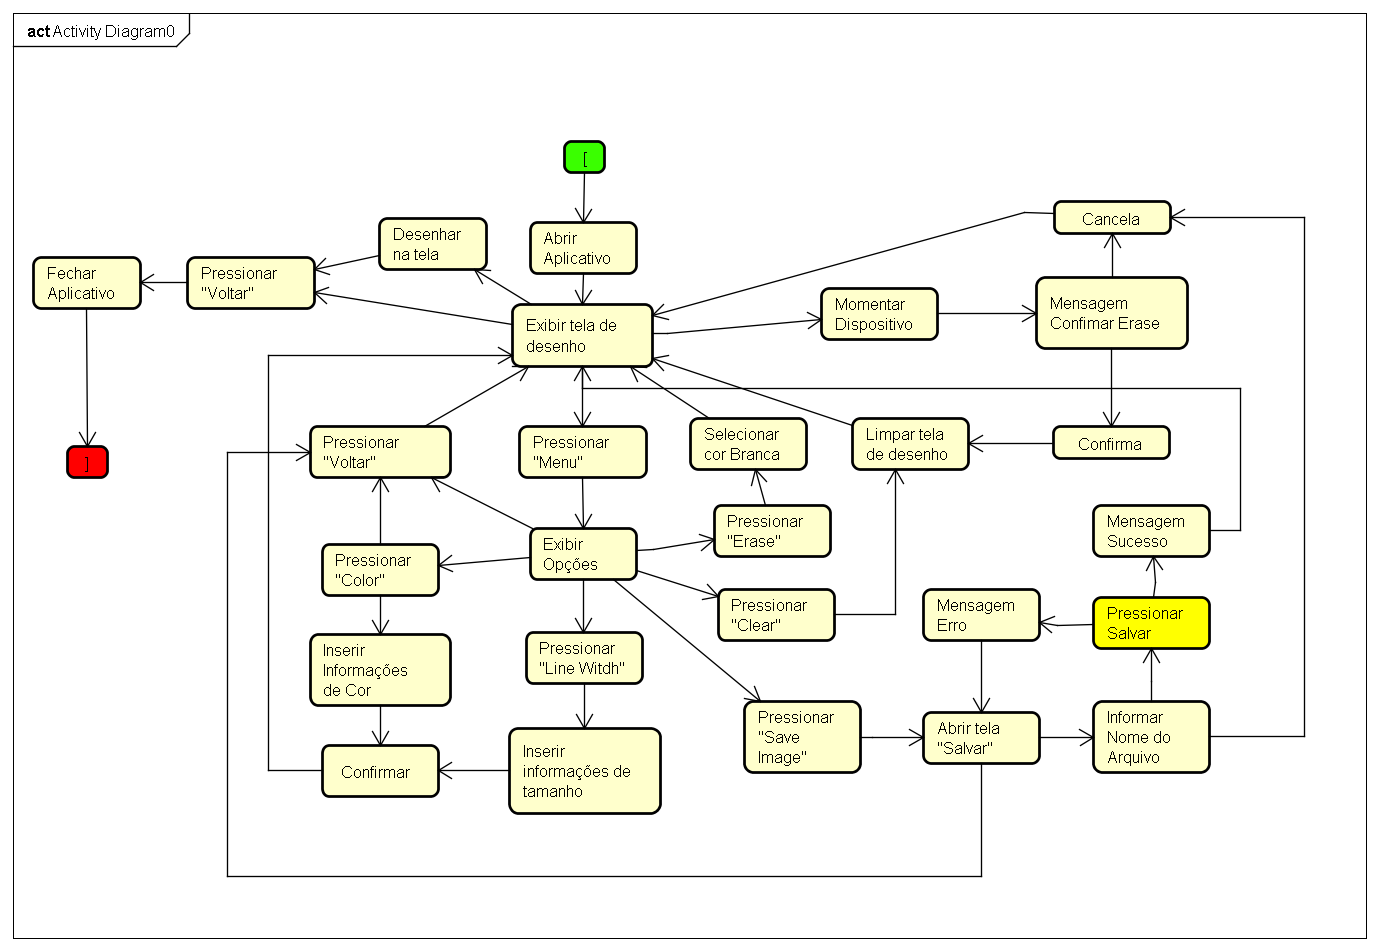 act Activity Diagram0
[
Abrir
Aplicativo
Desenhar
na tela
Cancela
Fechar
Aplicativo
Pressionar
"Voltar"
Exibir tela de
desenho
Momentar
Dispositivo
Mensagem
Confimar Erase
]
Pressionar
"Voltar"
Pressionar
"Menu"
Selecionar
cor Branca
Limpar tela
de desenho
Confirma
Pressionar
"Color"
Exibir
Opções
Pressionar
"Erase"
Mensagem
Sucesso
Pressionar
"Clear"
Mensagem
Erro
Pressionar
Salvar
Inserir
Informações
de Cor
Pressionar
"Line Witdh"
Pressionar
"Save
Image"
Abrir tela
"Salvar"
Informar
Nome do
Arquivo
Confirmar
Inserir
informações de
tamanho